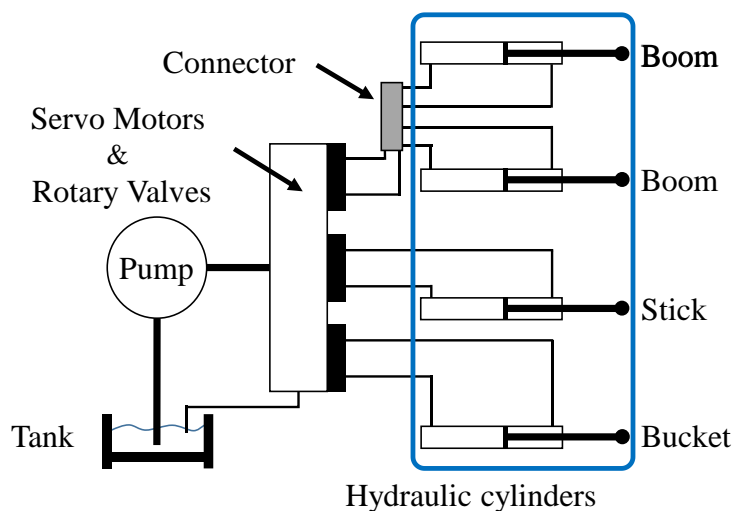 Boom
Connector
Servo Motors
&
Rotary Valves
Boom
Pump
Stick
Tank
Bucket
Hydraulic cylinders